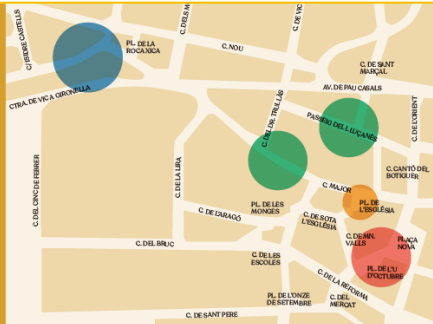 C. PERE CASTELLS
C. DELS M
C. DE VIC
PL. DE LA
ROCAXICA
C. NOU
C. DE SANT
MARÇAL
AV. DE PAU CASALS
CTRA. DE VIC A GIRONELLA
C. DEL DR. TRULLÀS
PASSEIG DEL LLUÇANÈS
C. DE L'ORIENT
C. DEL CINC DE FEBRER
C. DE LA LIRA
C. CANTÓ DEL
BOTIGUER
C. MAJOR
PL. DE LES
MONGES
C. DE L'ARAGÓ
PL. DE
L'ESGLÉSIA
C. DE SOTA
L'ESGLÉSIA
C. DE MN.
VALLS
PLAÇA
NOVA
C. DEL BRUC
C. DE LES
ESCOLES
PL. DE L'U
D'OCTUBRE
C. DE LA REFORMA
PL. DE L'ONZE
DE SETEMBRE
C. DEL
MERCAT
C. DE SANT PERE